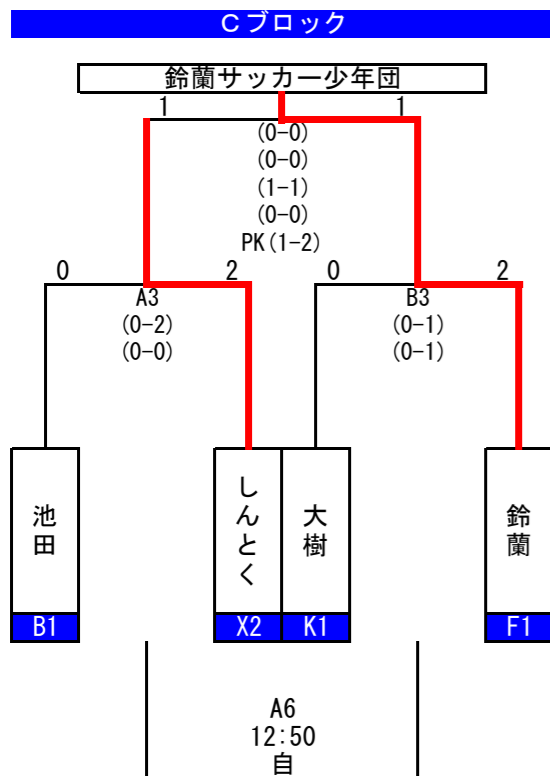 Cブロック
鈴蘭サッカー少年団
1 1
(0-0)
(0-0)
(1-1)
(0-0)
PK(1-2)
0 2 0 2
A3 B3
(0-2) (0-1)
(0-0) (0-1)
池田 しんとく 大樹 鈴蘭
B1 X2 K1 F1
A6
12:50
自